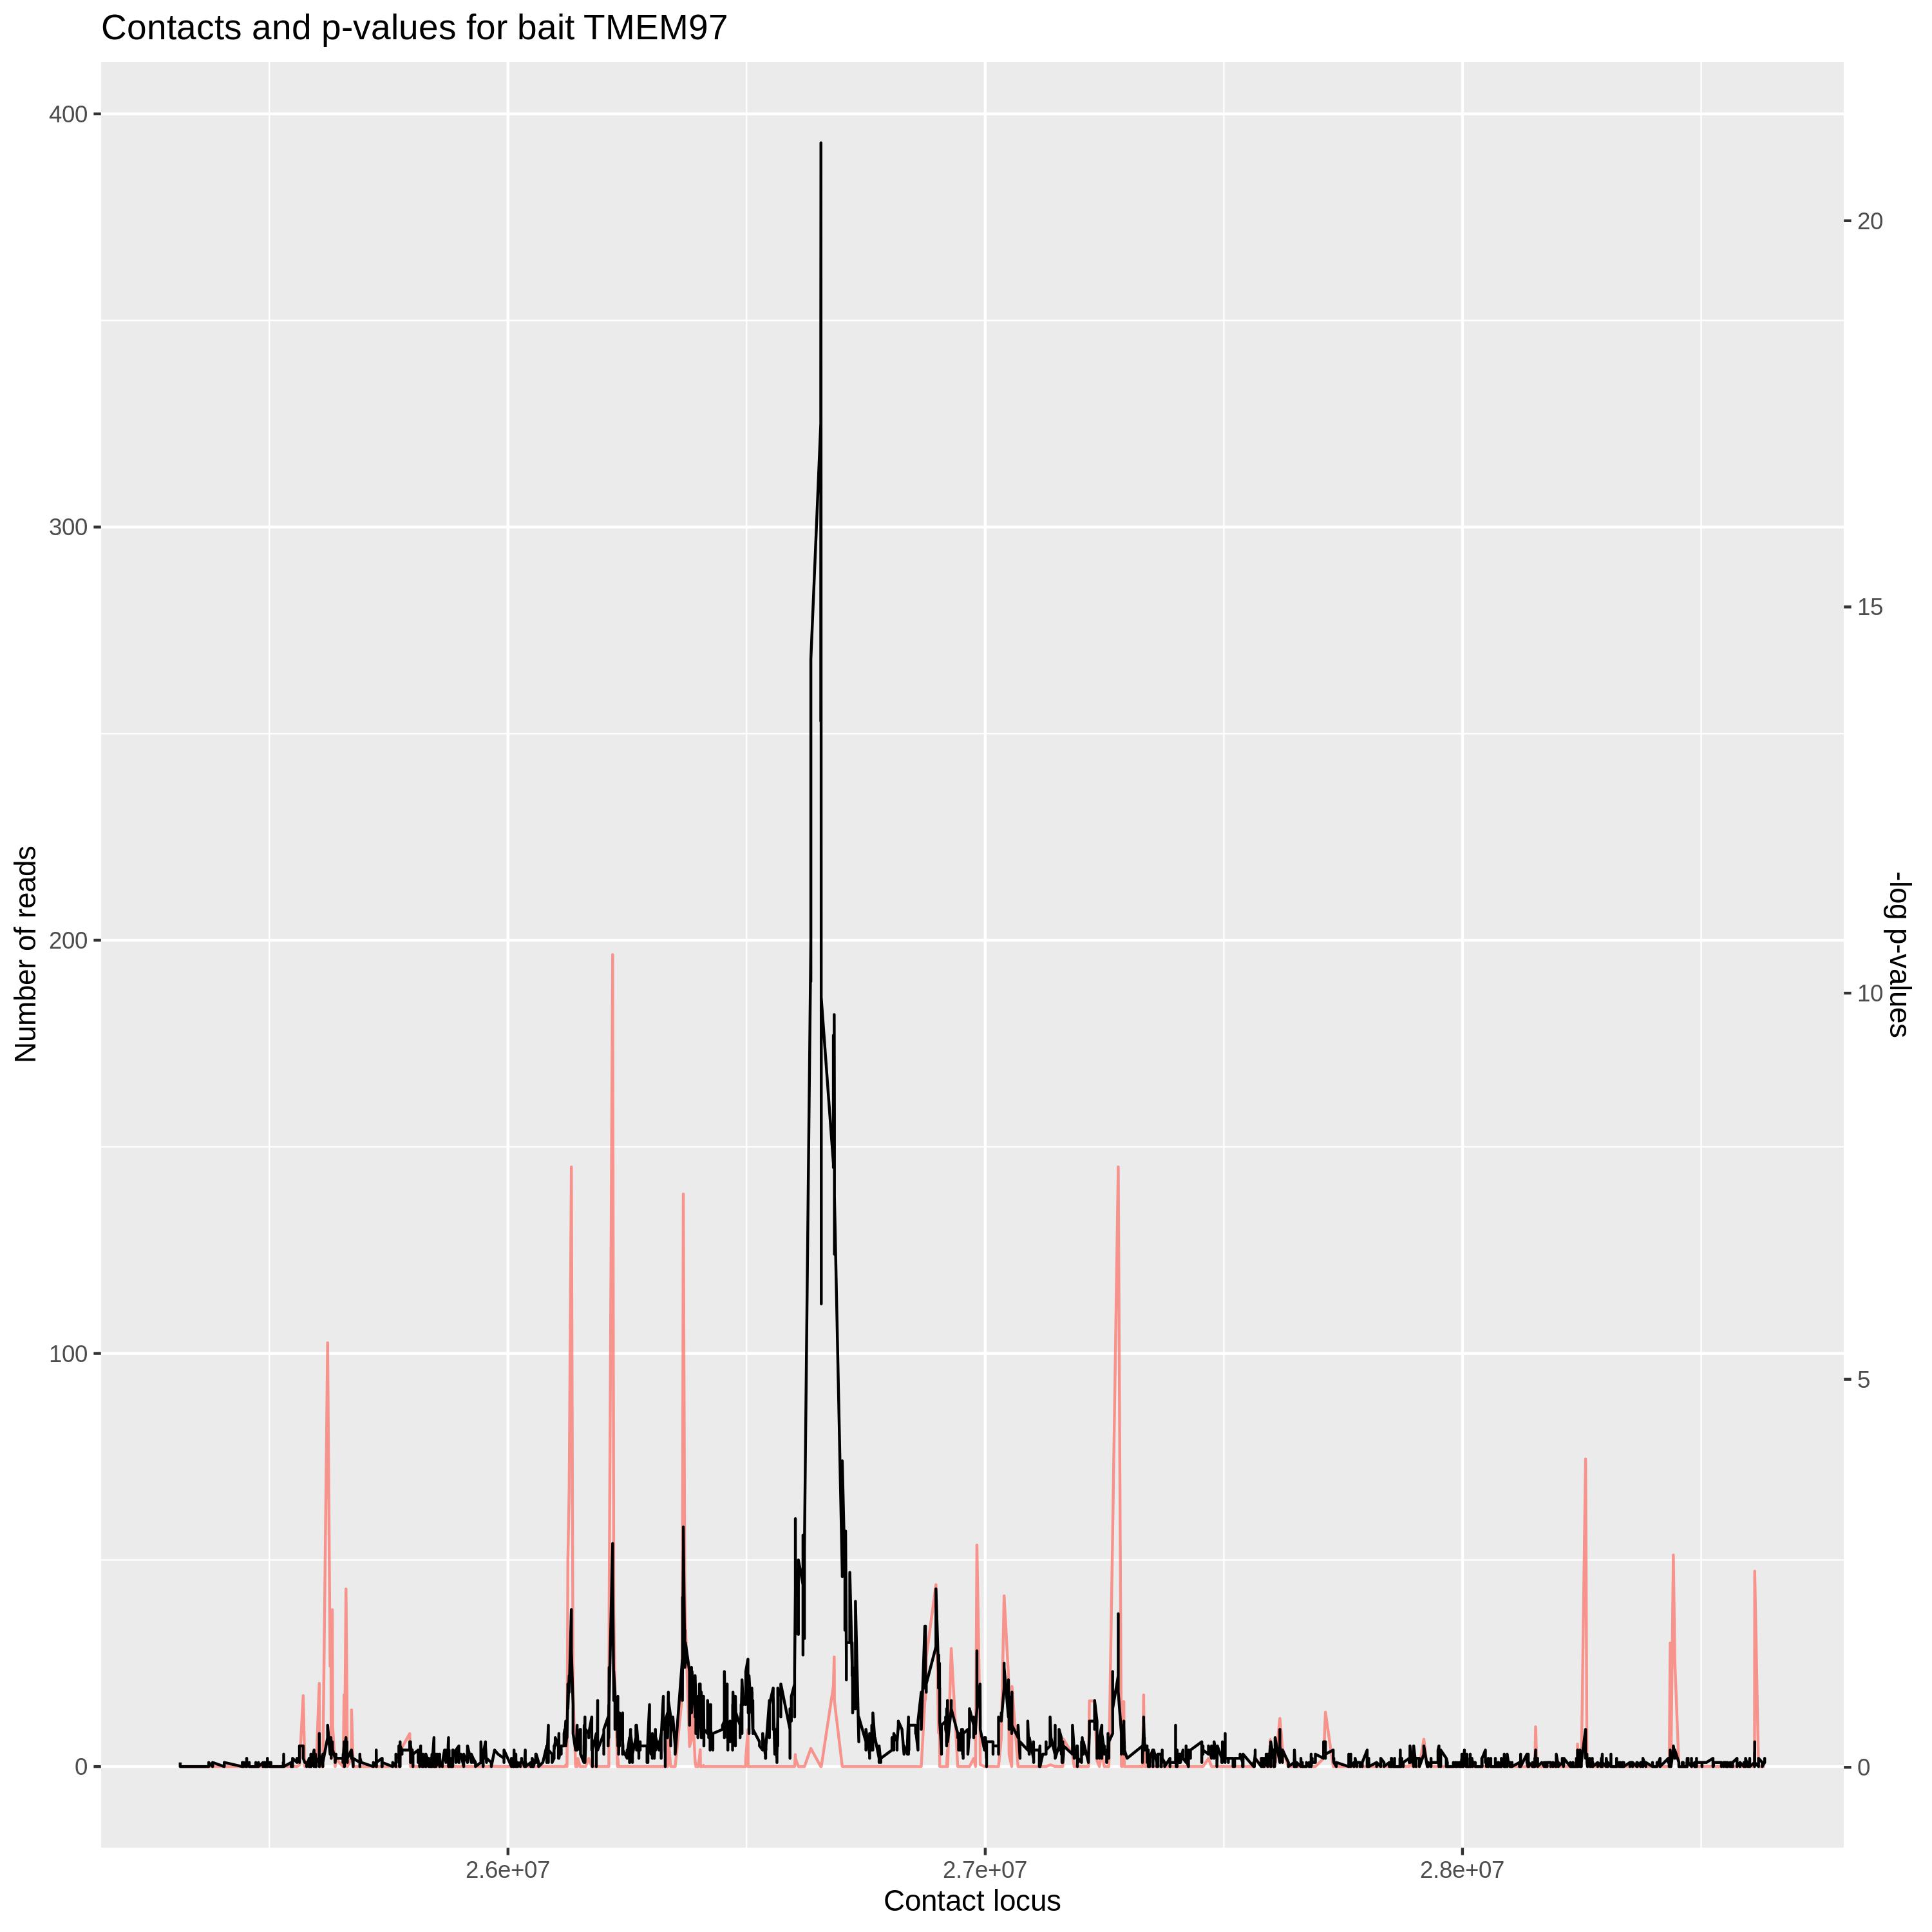 Contacts and p-values for bait TMEM97
400
300
200
100
0
Number of reads
20
15
10
5
0
-log p-values
2.6e+07
2.7e+07
2.8e+07
Contact locus